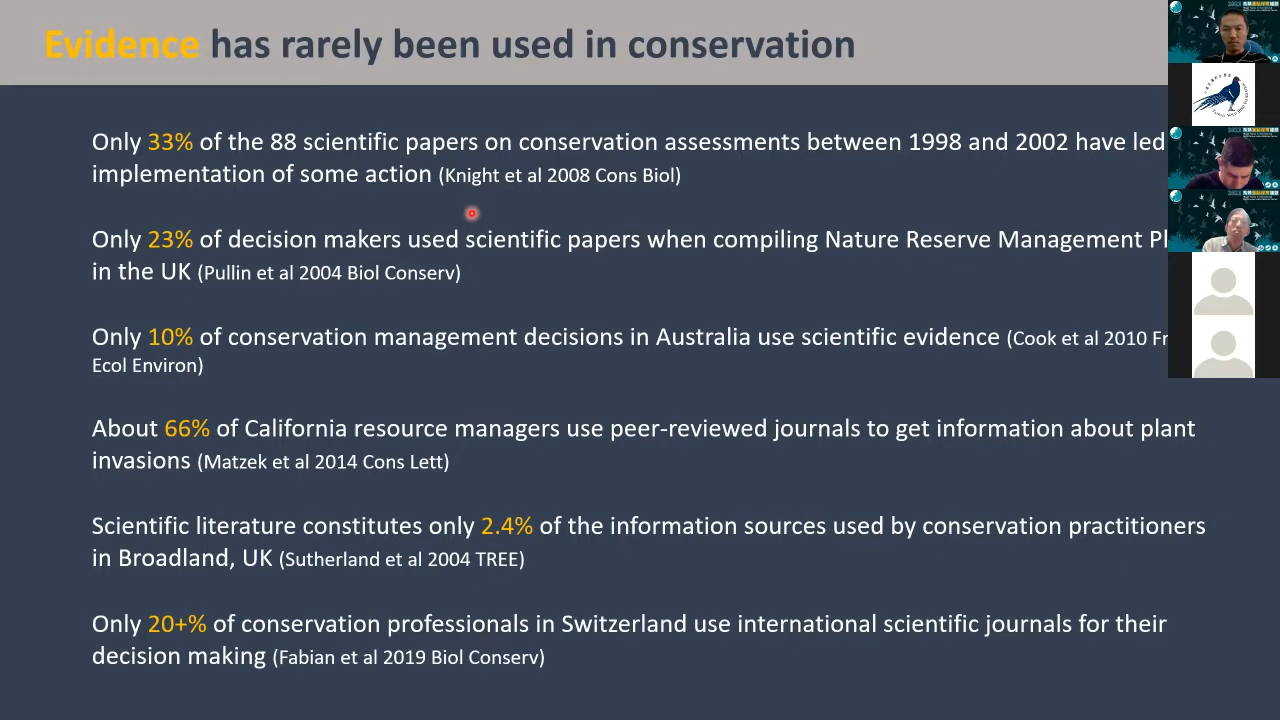 Evidence has rarely been used in conservation
Only 33% of the 88 scientific papers on conservation assessments between 1998 and 2002 have led
implementation of some action (Knight et al 2008 Cons Biol)
Only 23% of decision makers used scientific papers when compiling Nature Reserve Management Pl
in the UK (Pullin et al 2004 Biol Conserv)
Only 10% of conservation management decisions in Australia use scientific evidence (Cook et al 2010 Fr
Ecol Environ)
About 66% of California resource managers use peer-reviewed journals to get information about plant
invasions (Matzek et al 2014 Cons Lett)
Scientific literature constitutes only 2.4% of the information sources used by conservation practitioners
in Broadland, UK (Sutherland et al 2004 TREE)
Only 20+% of conservation professionals in Switzerland use international scientific journals for their
decision making (Fabian et al 2019 Biol Conserv)